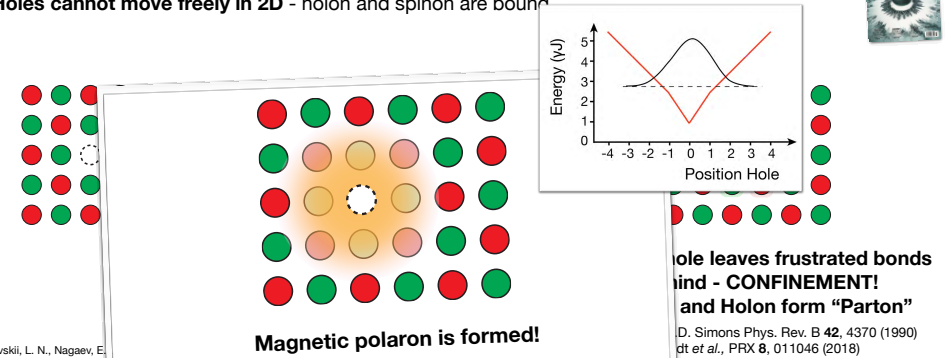 Holes cannot move freely in 2D - holon and spinon are bound
Energy (γJ)
5
4
3
2
1
0
-4 -3 -2 -1 0 1 2 3 4
Position Hole
hole leaves frustrated bonds
hind - CONFINEMENT!
and Holon form “Parton”
Magnetic polaron is formed!
.D. Simons Phys. Rev. B 42, 4370 (1990)
vskii, L. N., Nagaev, E.
dt et al., PRX 8, 011046 (2018)